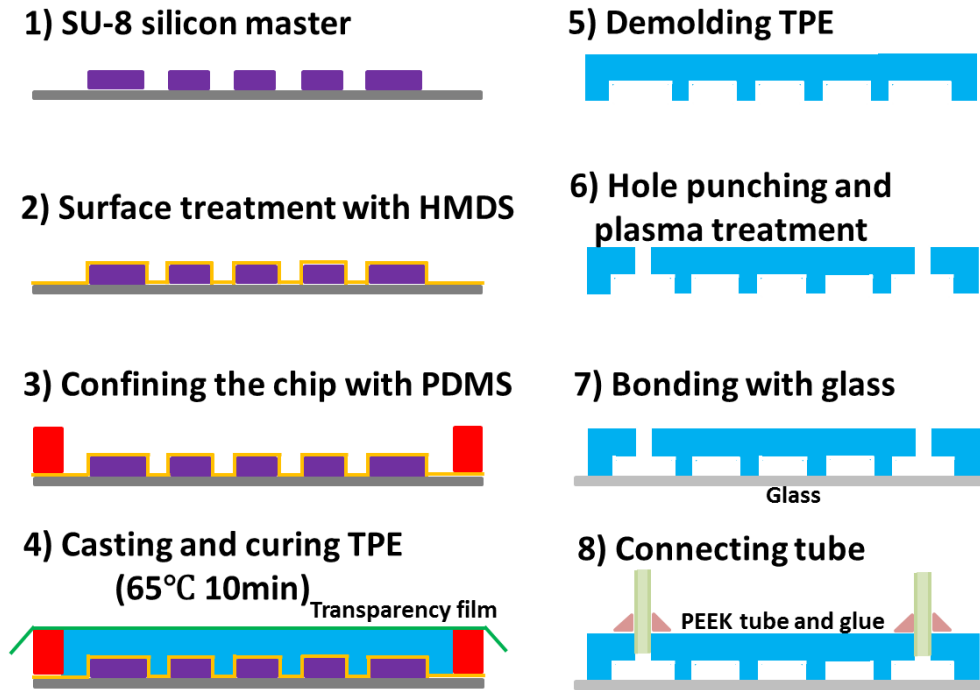 1) SU-8 silicon master
2) Surface treatment with HMDS
3) Confining the chip with PDMS
4) Casting and curing TPE
(65℃ 10min)
Transparency film
5) Demolding TPE
6) Hole punching and
plasma treatment
7) Bonding with glass
Glass
8) Connecting tube
PEEK tube and glue